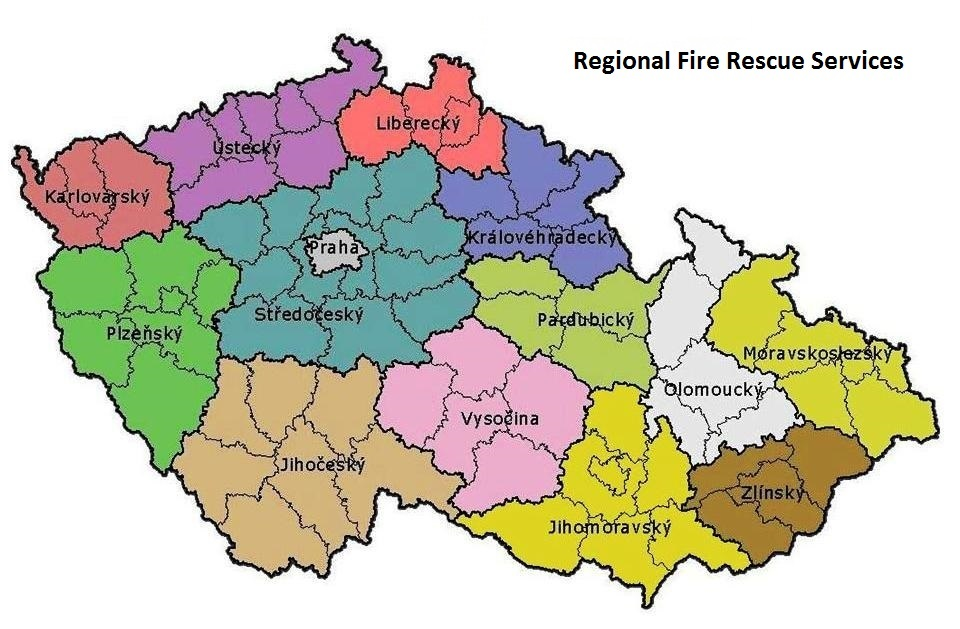 Regional Fire Rescue Services
Liberecký
Ústecký
Karlovarský
Praha
Královéhradecký
Středočeský
Pardubický
Plzeňský
Moravskoslezský
Olomoucký
Vysočina
Jihočeský
Zlínský
Jihomoravský